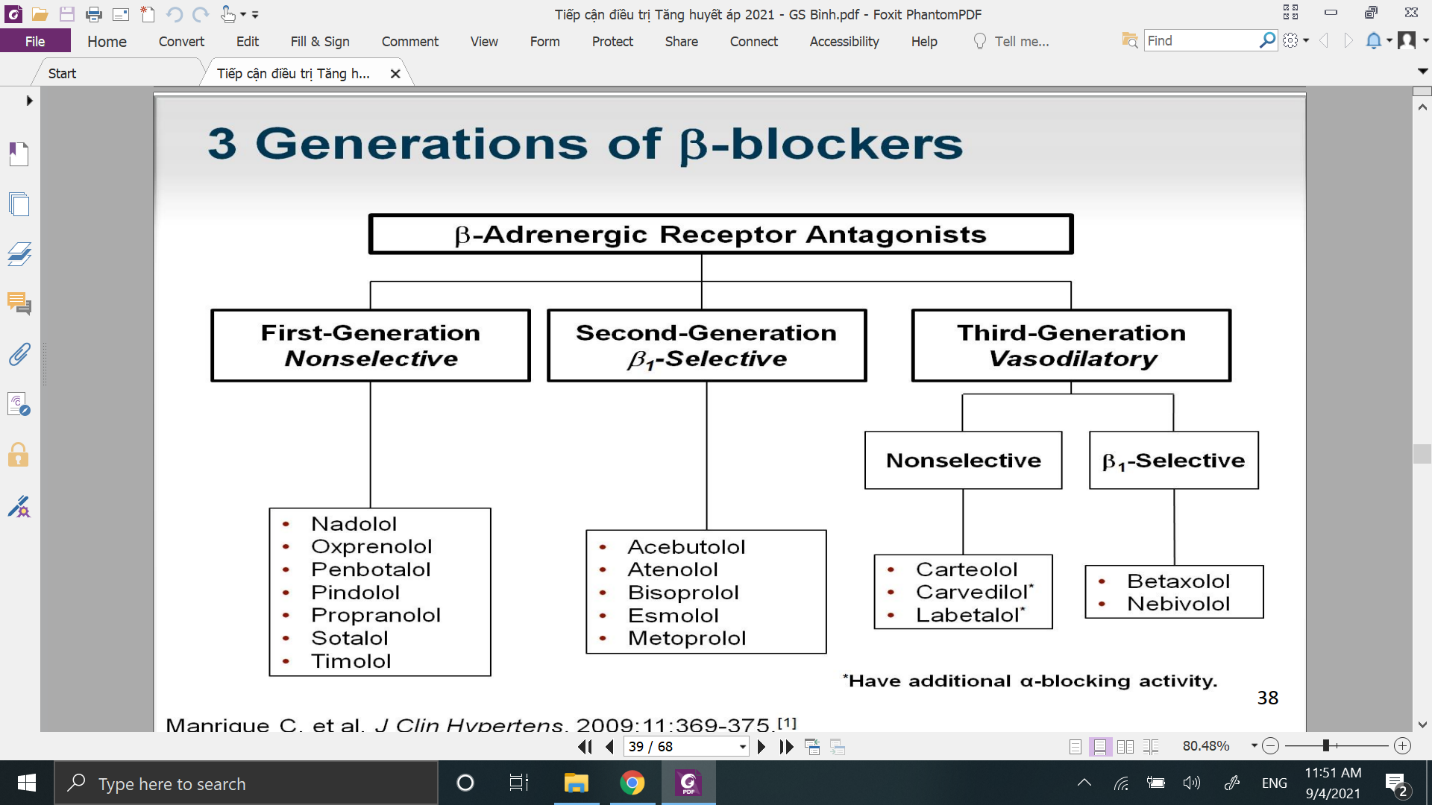 Tiếp cận điều trị Tăng huyết áp 2021 - GS Binh.pdf - Foxit PhantomPDF
File Home Convert Edit Fill & Sign Comment View Form Protect Share Connect Accessibility Help Tell me... Find
Start Tiếp cận điều trị Tăng h...
3 Generations of β-blockers
β-Adrenergic Receptor Antagonists
First-Generation
Nonselective
Second-Generation
β1-Selective
Third-Generation
Vasodilatory
Nonselective
β1-Selective
• Nadolol
• Oxprenolol
• Penbotalol
• Pindolol
• Propranolol
• Sotalol
• Timolol
• Acebutolol
• Atenolol
• Bisoprolol
• Esmolol
• Metoprolol
• Carteolol
• Carvedilol*
• Labetalol*
• Betaxolol
• Nebivolol
*Have additional α-blocking activity.
38
Manrique C, et al. J Clin Hypertens. 2009;11:369-375.[1]
39 / 68
80.48%
Type here to search
PDF
ENG
11:51 AM
9/4/2021
2